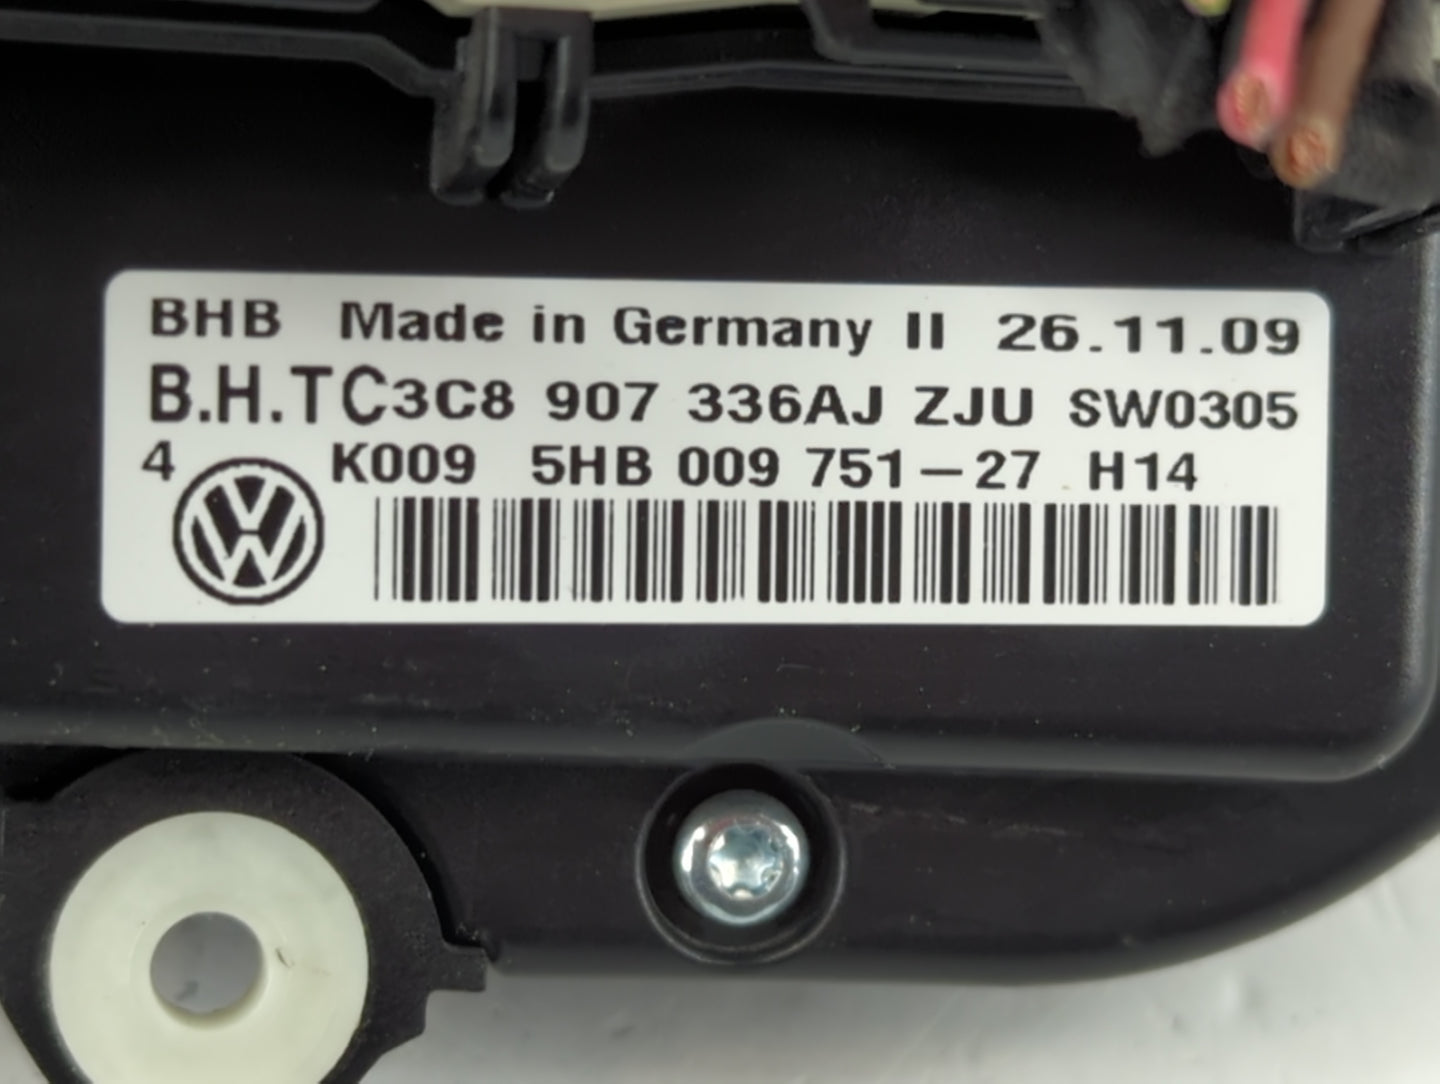 BHB Made in Germany II 26.11.09
B.H.T C3C8 907 336AJ ZJU SW0305
4 K009 5HB 009 751-27 H14